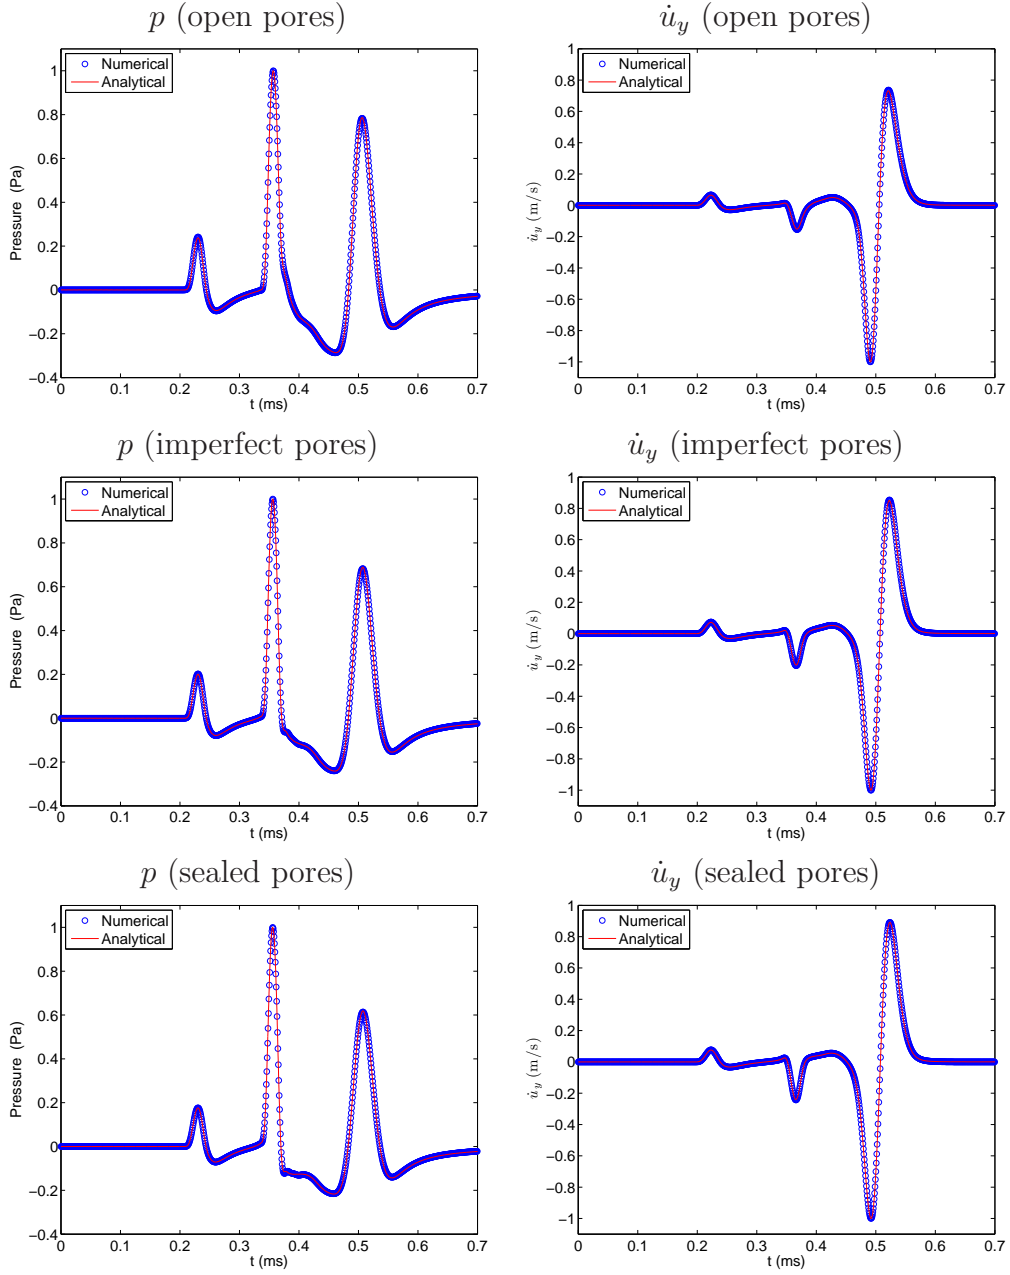 p (open pores)
Numerical
Analytical
1
0.8
0.6
0.4
0.2
0
−0.2
−0.4
Pressure (Pa)
0 0.1 0.2 0.3 0.4 0.5 0.6 0.7
t (ms)
u̇_y (open pores)
Numerical
Analytical
1
0.8
0.6
0.4
0.2
0
−0.2
−0.4
−0.6
−0.8
−1
u̇_y (m/s)
0 0.1 0.2 0.3 0.4 0.5 0.6 0.7
t (ms)
p (imperfect pores)
Numerical
Analytical
1
0.8
0.6
0.4
0.2
0
−0.2
−0.4
Pressure (Pa)
0 0.1 0.2 0.3 0.4 0.5 0.6 0.7
t (ms)
u̇_y (imperfect pores)
Numerical
Analytical
1
0.8
0.6
0.4
0.2
0
−0.2
−0.4
−0.6
−0.8
−1
u̇_y (m/s)
0 0.1 0.2 0.3 0.4 0.5 0.6 0.7
t (ms)
p (sealed pores)
Numerical
Analytical
1
0.8
0.6
0.4
0.2
0
−0.2
−0.4
Pressure (Pa)
0 0.1 0.2 0.3 0.4 0.5 0.6 0.7
t (ms)
u̇_y (sealed pores)
Numerical
Analytical
1
0.8
0.6
0.4
0.2
0
−0.2
−0.4
−0.6
−0.8
−1
u̇_y (m/s)
0 0.1 0.2 0.3 0.4 0.5 0.6 0.7
t (ms)